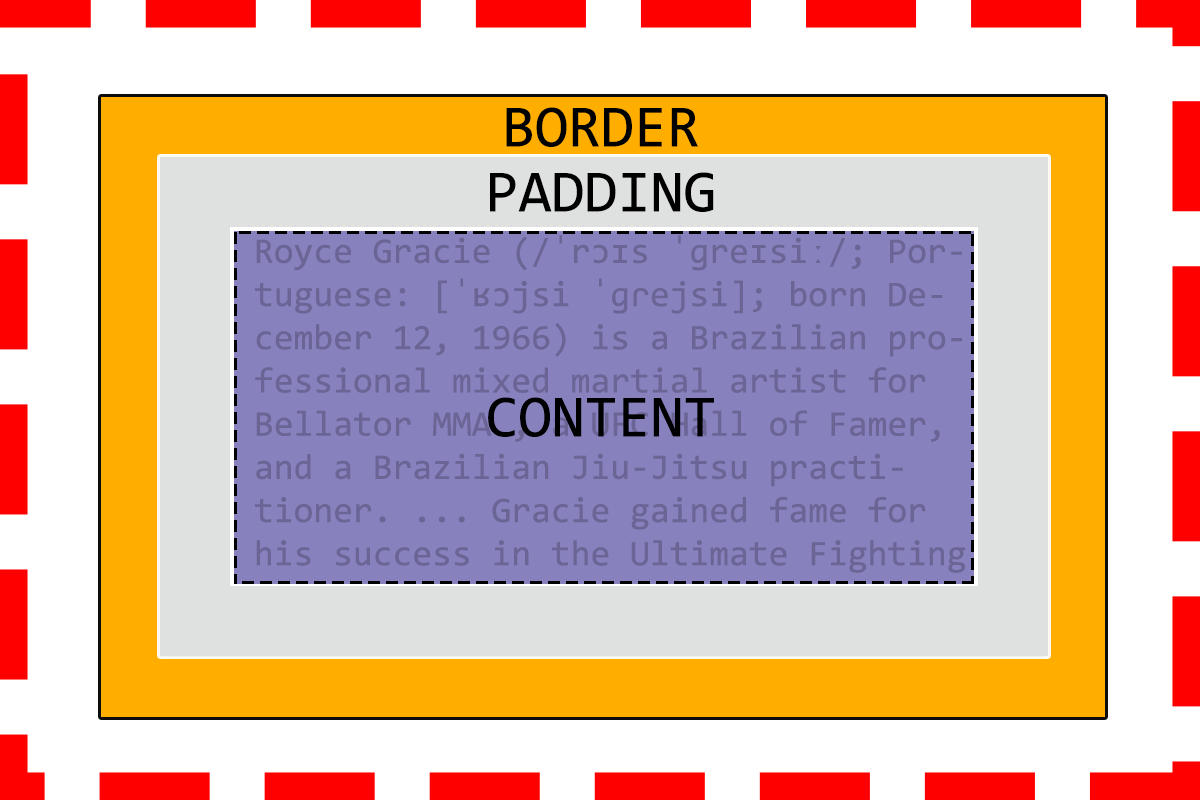 BORDER
PADDING
Royce Gracie (/ˈrɔɪs ˈɡreɪsiː/; Por-
tuguese: [ˈʁɔjsi ˈɡɾejsi]; born De-
cember 12, 1966) is a Brazilian pro-
fessional mixed martial artist for
CONTENT
Bellator MMA, a UFC Hall of Famer,
and a Brazilian Jiu-Jitsu practi-
tioner. ... Gracie gained fame for
his success in the Ultimate Fighting